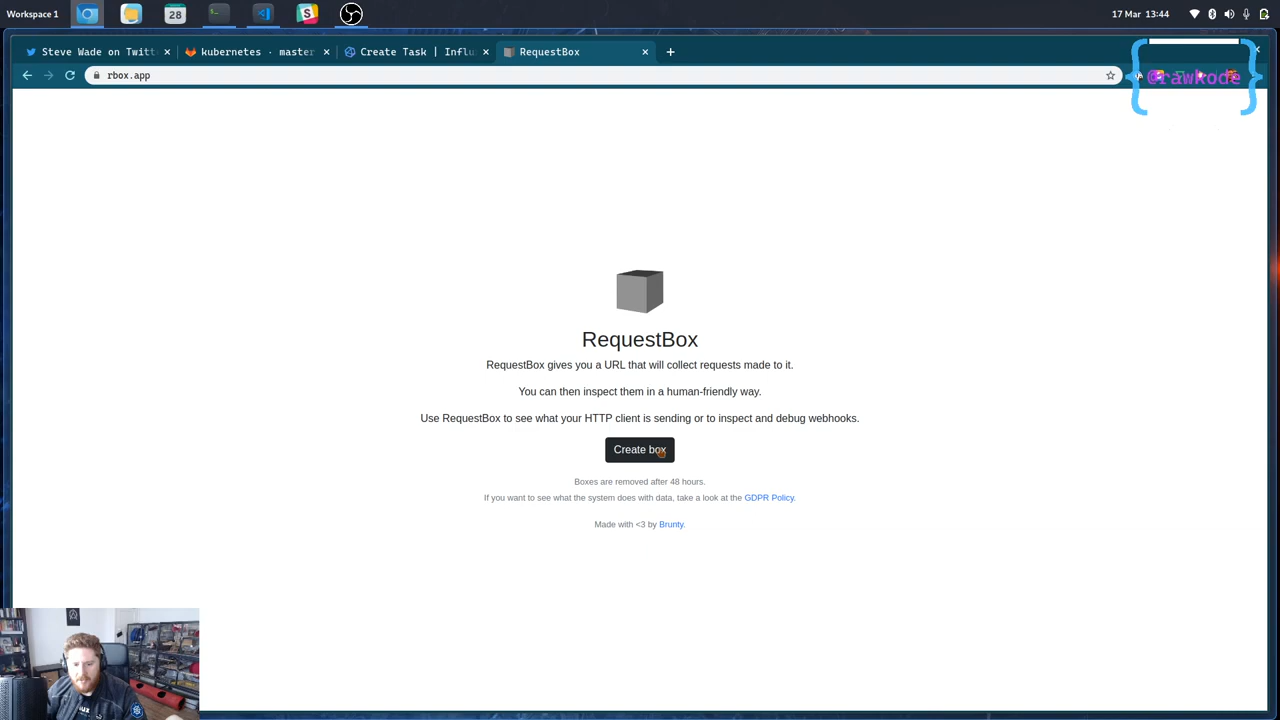 Workspace 1
28
17 Mar 13:44
Steve Wade on Twitt
kubernetes · master
Create Task | Influ
RequestBox
rbox.app
{@rawkode}
RequestBox
RequestBox gives you a URL that will collect requests made to it.
You can then inspect them in a human-friendly way.
Use RequestBox to see what your HTTP client is sending or to inspect and debug webhooks.
Create box
Boxes are removed after 48 hours.
If you want to see what the system does with data, take a look at the GDPR Policy.
Made with <3 by Brunty.